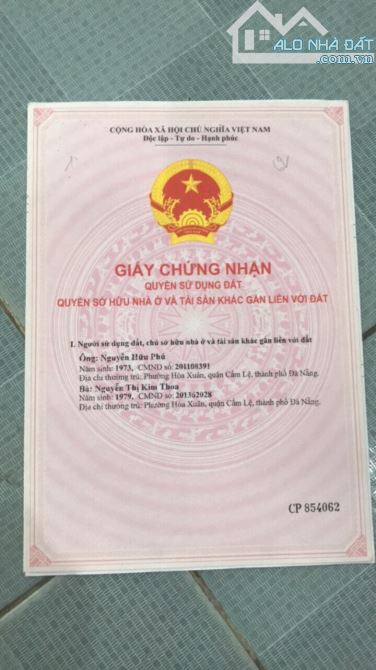 ALO NHÀ ĐẤT
.com.vn
CỘNG HÒA XÃ HỘI CHỦ NGHĨA VIỆT NAM
Độc lập - Tự do - Hạnh phúc
GIẤY CHỨNG NHẬN
QUYỀN SỬ DỤNG ĐẤT
QUYỀN SỞ HỮU NHÀ Ở VÀ TÀI SẢN KHÁC GẮN LIỀN VỚI ĐẤT
I. Người sử dụng đất, chủ sở hữu nhà ở và tài sản khác gắn liền với đất
Ông: Nguyễn Hữu Phú
Năm sinh: 1973, CMND số: 201108391
Địa chỉ thường trú: Phường Hòa Xuân, quận Cẩm Lệ, thành phố Đà Nẵng.
Bà: Nguyễn Thị Kim Thoa
Năm sinh: 1979, CMND số: 201362028
Địa chỉ thường trú: Phường Hòa Xuân, quận Cẩm Lệ, thành phố Đà Nẵng.
CP 854062